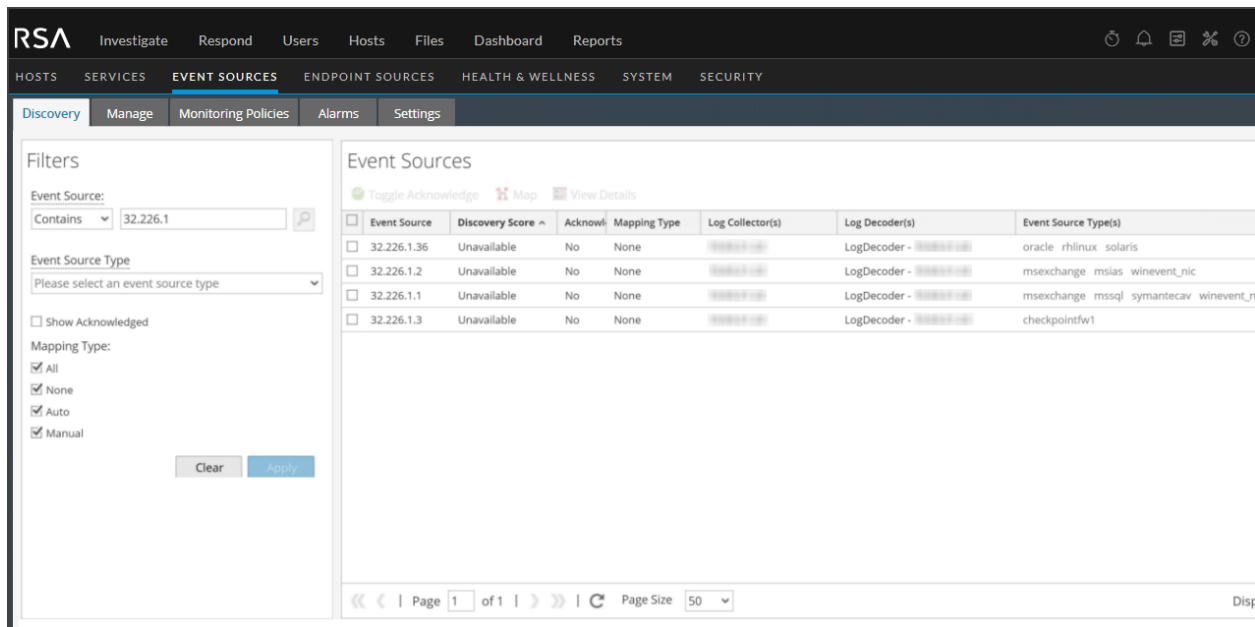 RSA Investigate Respond Users Hosts Files Dashboard Reports
HOSTS SERVICES EVENT SOURCES ENDPOINT SOURCES HEALTH & WELLNESS SYSTEM SECURITY
Discovery Manage Monitoring Policies Alarms Settings
Filters
Event Source:
Contains 32.226.1
Event Source Type
Please select an event source type
Show Acknowledged
Mapping Type:
All
None
Auto
Manual
Clear Apply
Event Sources
Toggle Acknowledge Map View Details
Event Source Discovery Score Acknowl Mapping Type Log Collector(s) Log Decoder(s) Event Source Type(s)
32.226.1.36 Unavailable No None LogDecoder - oracle rhlinux solaris
32.226.1.2 Unavailable No None LogDecoder - msexchange msias winevent_nic
32.226.1.1 Unavailable No None LogDecoder - msexchange mssql symantecav winevent_n
32.226.1.3 Unavailable No None LogDecoder - checkpointfw1
Page 1 of 1 Page Size 50 Disp